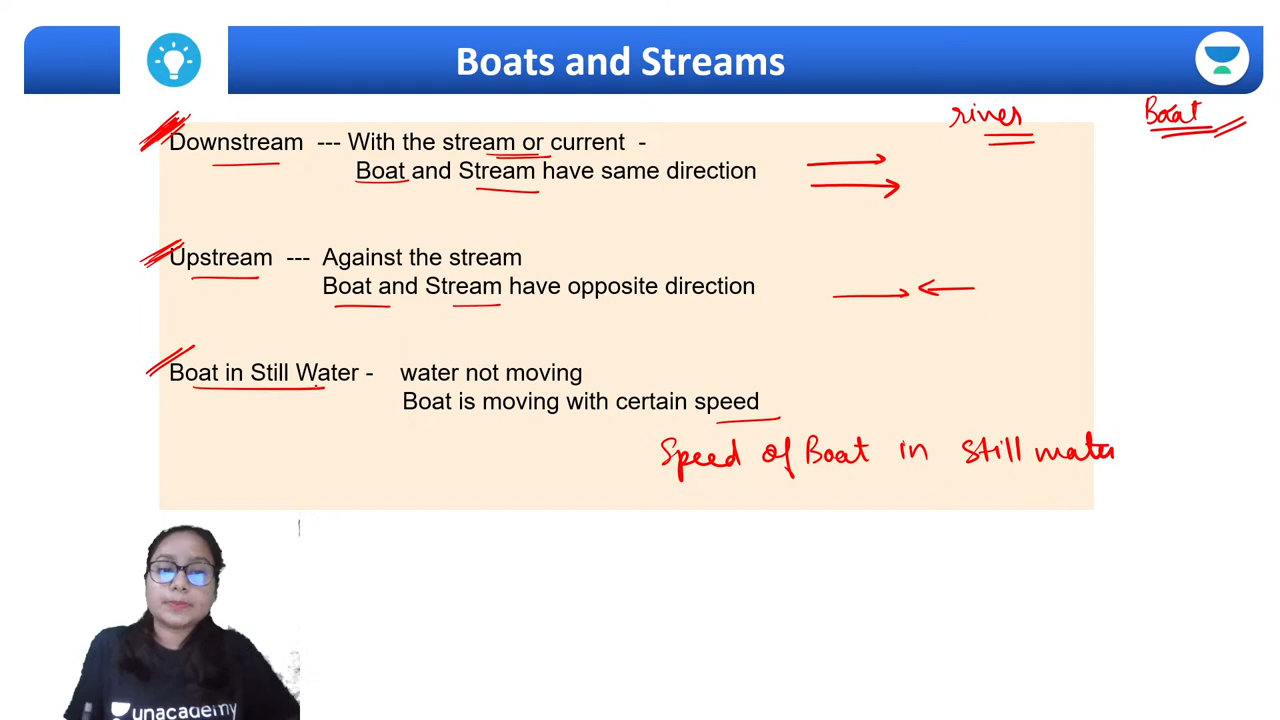 Boats and Streams
river
Boat
Downstream --- With the stream or current -
Boat and Stream have same direction
Upstream --- Against the stream
Boat and Stream have opposite direction
Boat in Still Water - water not moving
Boat is moving with certain speed
Speed of Boat in Still water
unacademy